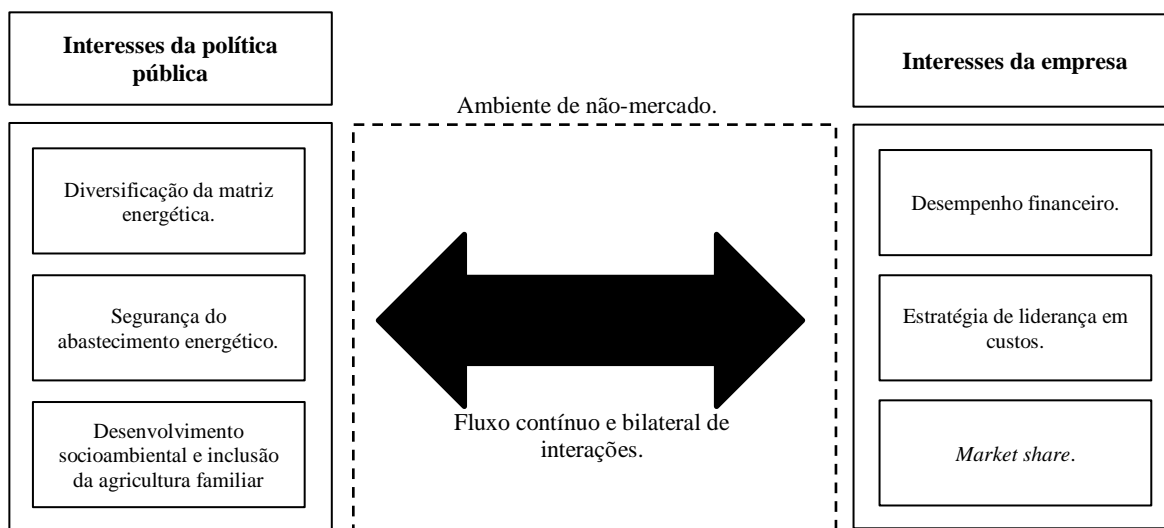 Interesses da política
pública
Diversificação da matriz
energética.
Segurança do
abastecimento energético.
Desenvolvimento
socioambiental e inclusão
da agricultura familiar
Ambiente de não-mercado.
Fluxo contínuo e bilateral de
interações.
Interesses da empresa
Desempenho financeiro.
Estratégia de liderança em
custos.
Market share.